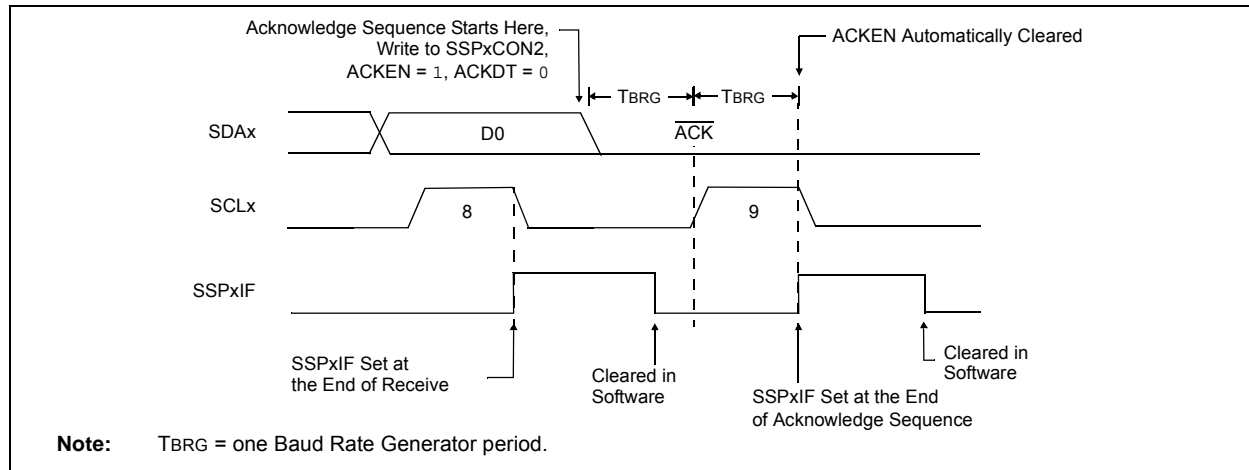 Acknowledge Sequence Starts Here,
Write to SSPxCON2,
ACKEN = 1, ACKDT = 0
ACKEN Automatically Cleared
TBRG
TBRG
SDAx
D0
ACK
SCLx
8
9
SSPxIF
SSPxIF Set at
the End of Receive
Cleared in
Software
SSPxIF Set at the End
of Acknowledge Sequence
Cleared in
Software
Note: TBRG = one Baud Rate Generator period.